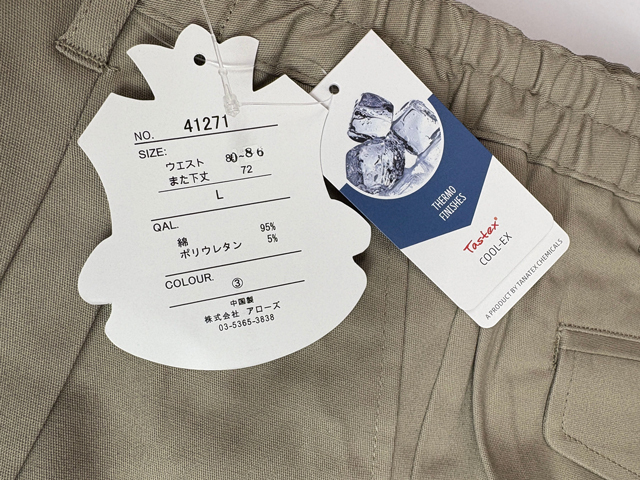 NO. 41271
SIZE:
ウエスト 80-86
また下丈 72
L
QAL.
綿 95%
ポリウレタン 5%
COLOUR. ③
中国製
株式会社 アローズ
03-5365-3838
THERMO
FINISHES
Tastex®
COOL-EX
A PRODUCT BY TANATEX CHEMICALS